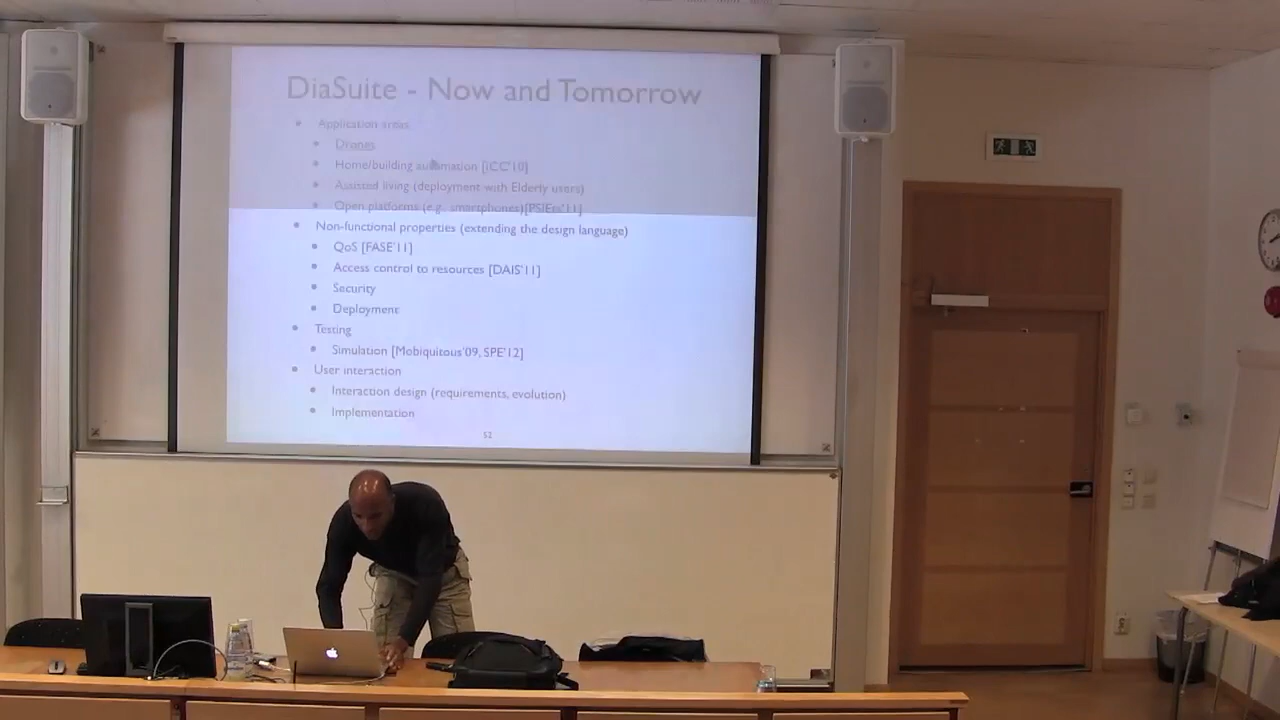 DiaSuite - Now and Tomorrow
• Application areas
• Drones
• Home/building automation [ICC'10]
• Assisted living (deployment with Elderly users)
• Open platforms (e.g. smartphones)[PSIEts'11]
• Non-functional properties (extending the design language)
• QoS [FASE'11]
• Access control to resources [DAIS'11]
• Security
• Deployment
• Testing
• Simulation [Mobiquitous'09, SPE'12]
• User interaction
• Interaction design (requirements, evolution)
• Implementation
52